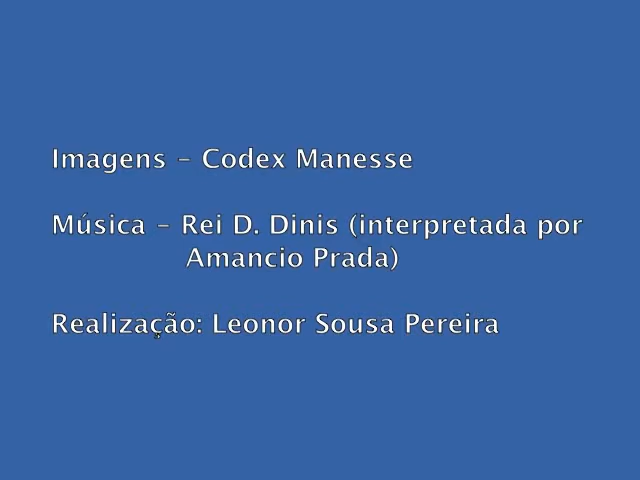 Imagens – Codex Manesse
Música – Rei D. Dinis (interpretada por
Amancio Prada)
Realização: Leonor Sousa Pereira